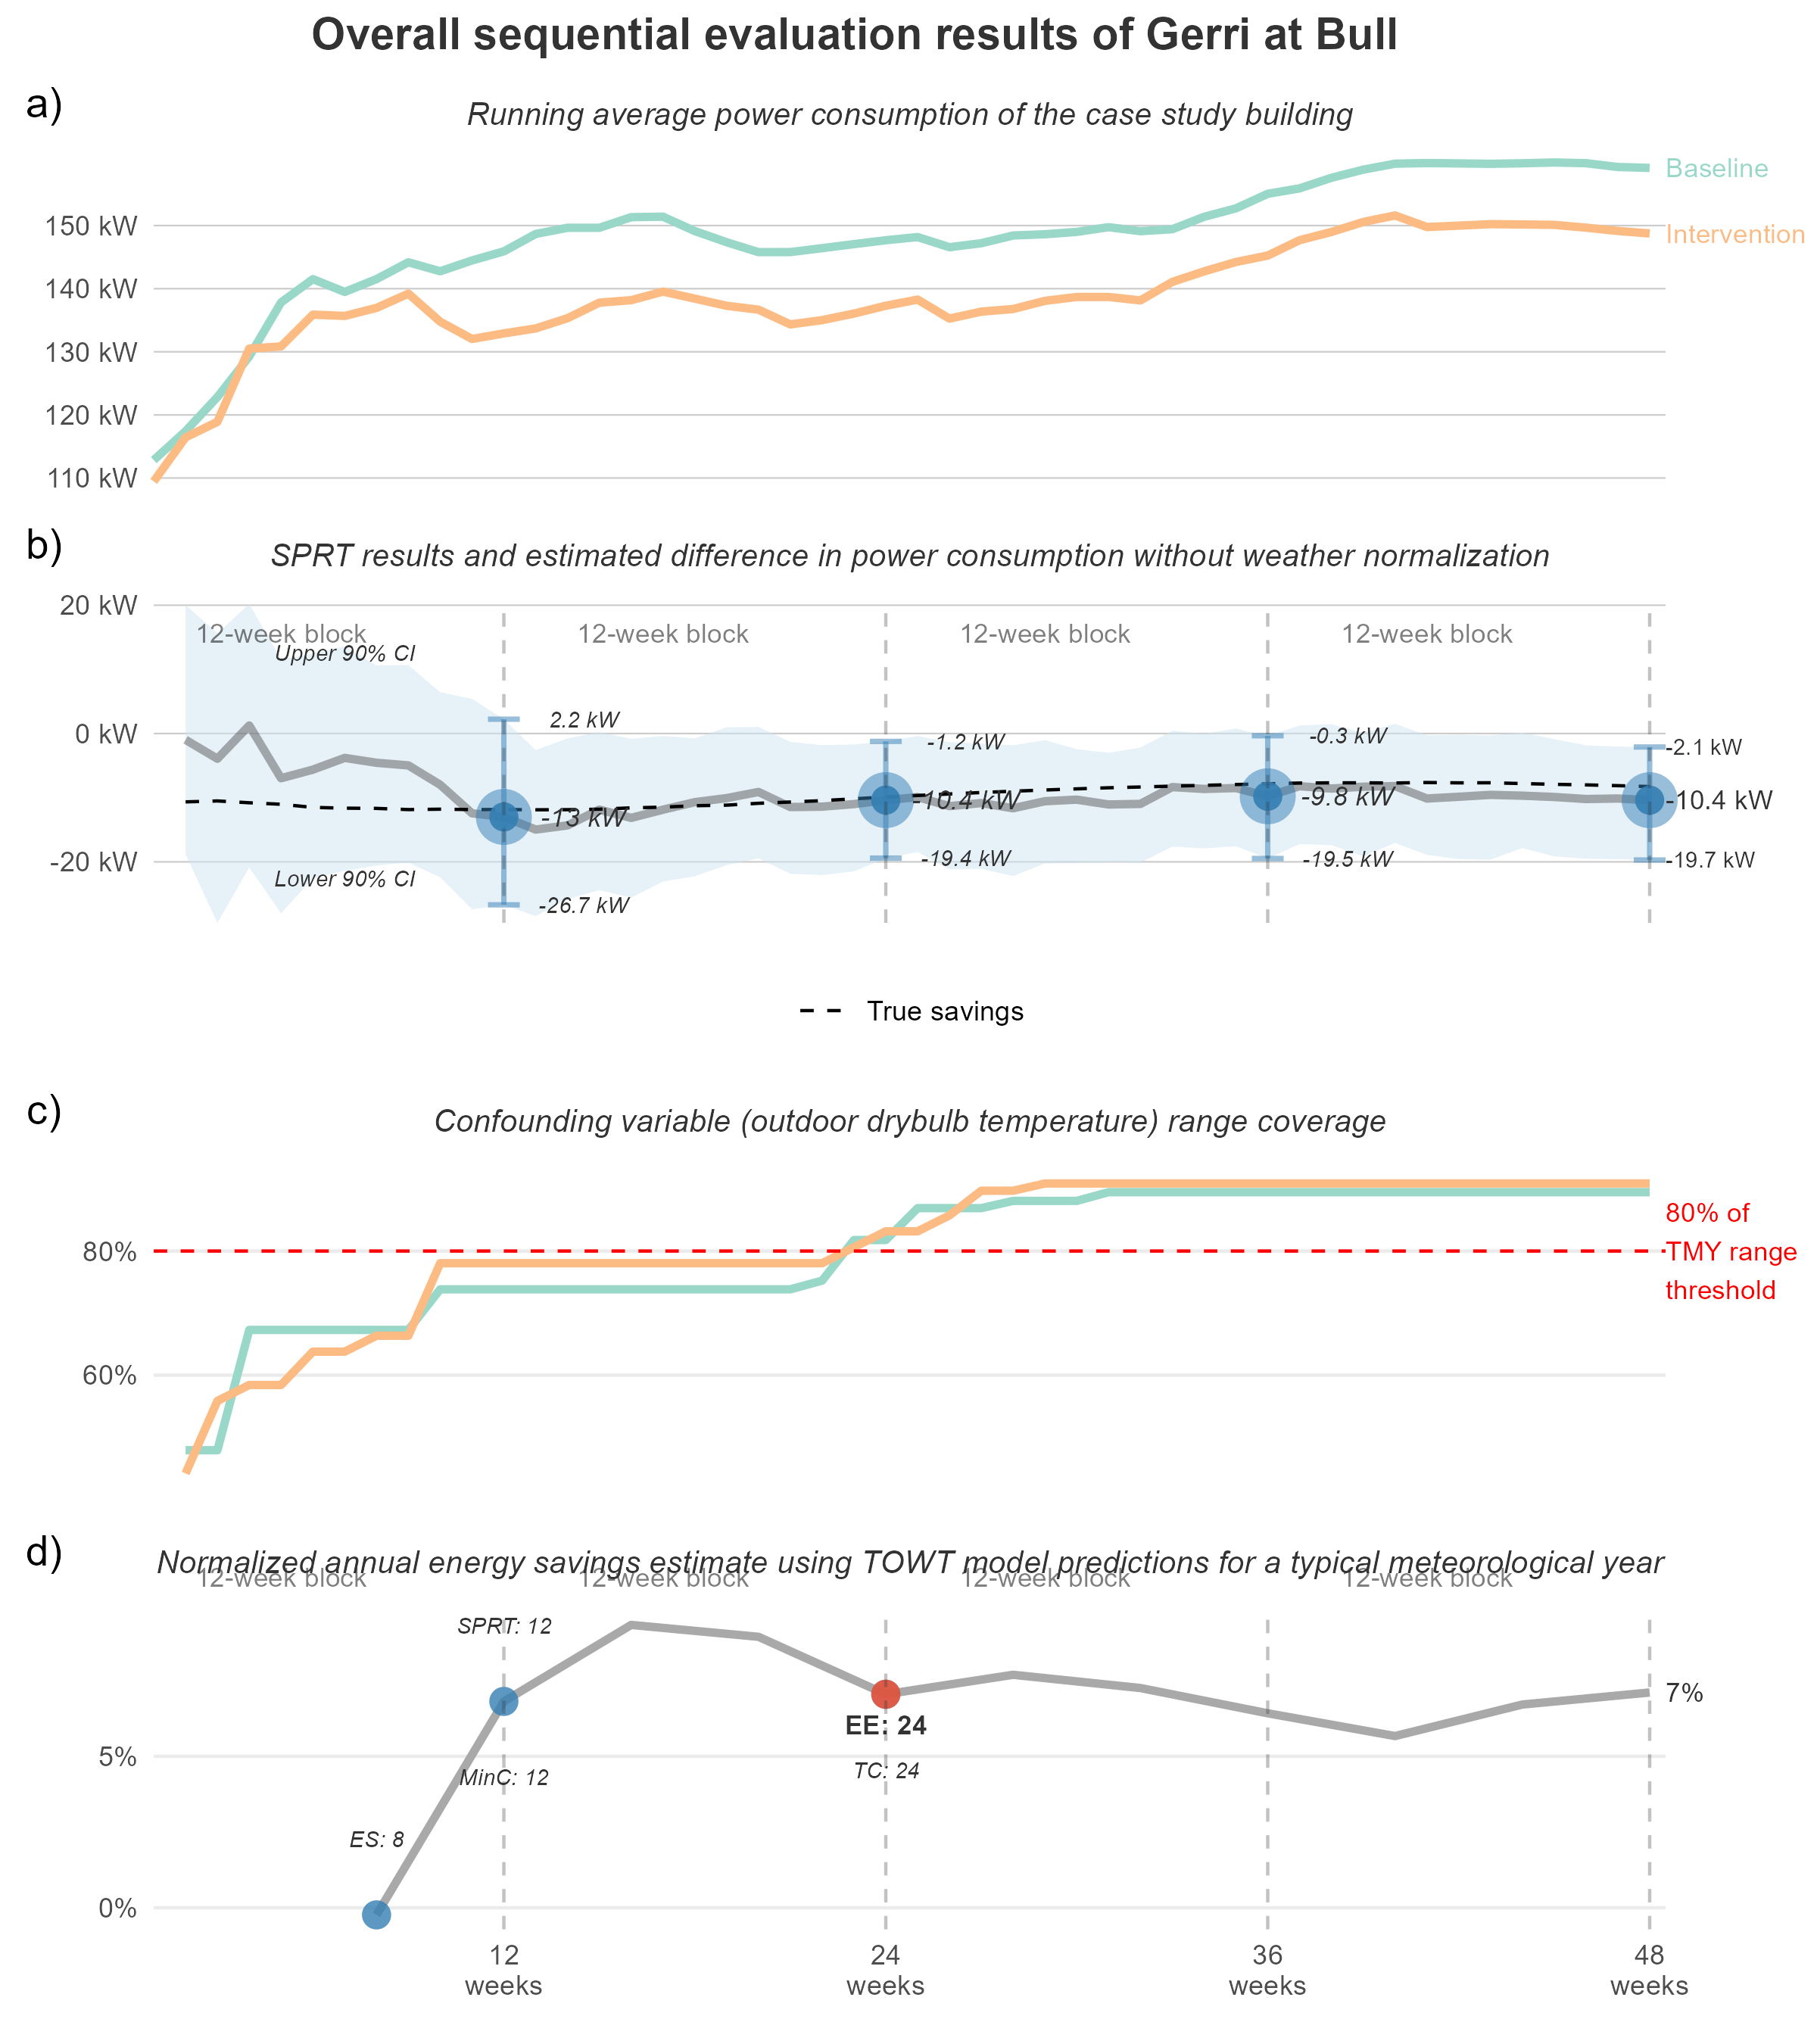 Overall sequential evaluation results of Gerri at Bull
a)
Running average power consumption of the case study building
Baseline
150 kW
Intervention
140 kW
130 kW
120 kW
110 kW
b)
SPRT results and estimated difference in power consumption without weather normalization
20 kW
12-week block
12-week block
12-week block
12-week block
Upper 90% CI
2.2 kW
0 kW
-1.2 kW
-0.3 kW
-2.1 kW
-13 kW
-10.4 kW
-9.8 kW
-10.4 kW
-20 kW
-19.4 kW
-19.5 kW
-19.7 kW
Lower 90% CI
-26.7 kW
True savings
c)
Confounding variable (outdoor drybulb temperature) range coverage
80% of
80%
TMY range
threshold
60%
d)
Normalized annual energy savings estimate using TOWT model predictions for a typical meteorological year
12-week block
12-week block
12-week block
12-week block
SPRT: 12
7%
EE: 24
5%
TC: 24
MinC: 12
ES: 8
0%
12
weeks
24
weeks
36
weeks
48
weeks